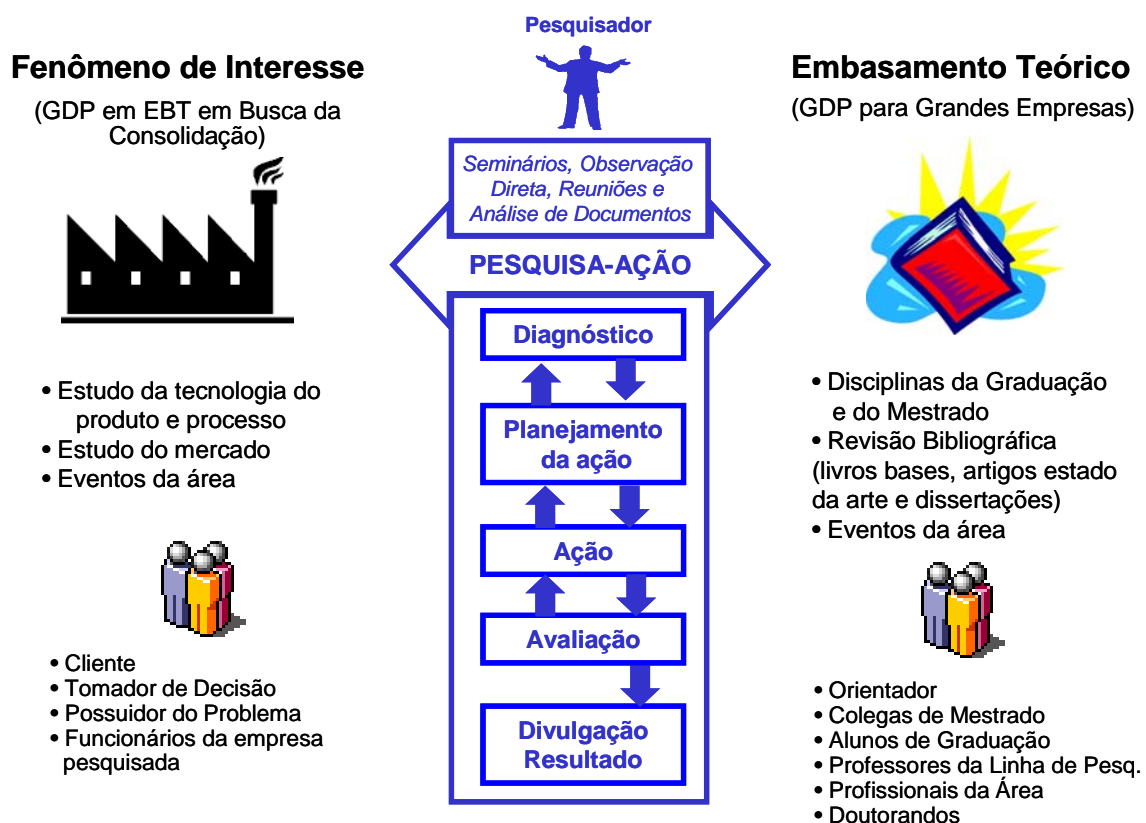 Pesquisador
Fenômeno de Interesse
(GDP em EBT em Busca da
Consolidação)
• Estudo da tecnologia do
produto e processo
• Estudo do mercado
• Eventos da área
• Cliente
• Tomador de Decisão
• Possuidor do Problema
• Funcionários da empresa
pesquisada
Seminários, Observação
Direta, Reuniões e
Análise de Documentos
PESQUISA-AÇÃO
Diagnóstico
Planejamento
da ação
Ação
Avaliação
Divulgação
Resultado
Embasamento Teórico
(GDP para Grandes Empresas)
• Disciplinas da Graduação
e do Mestrado
• Revisão Bibliográfica
(livros bases, artigos estado
da arte e dissertações)
• Eventos da área
• Orientador
• Colegas de Mestrado
• Alunos de Graduação
• Professores da Linha de Pesq.
• Profissionais da Área
• Doutorandos